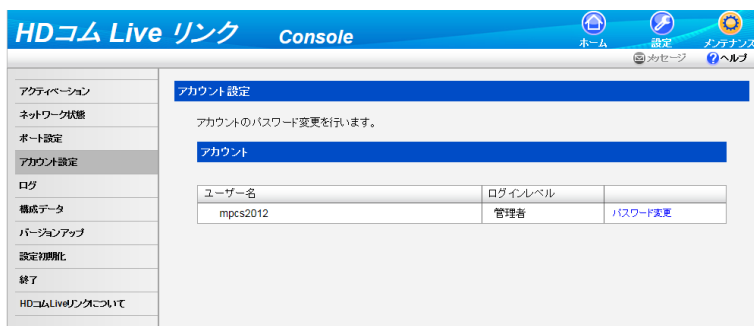 HDコム Live リンク Console
ホーム 設定 メンテナンス
メッセージ ヘルプ
アクティベーション
ネットワーク状態
ポート設定
アカウント設定
ログ
構成データ
バージョンアップ
設定初期化
終了
HDコムLiveリンクについて
アカウント設定
アカウントのパスワード変更を行います。
アカウント
ユーザー名 ログインレベル
mpcs2012 管理者 パスワード変更